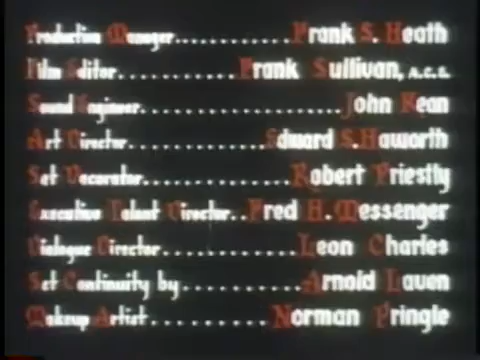 Production Manager............Frank S. Heath
Film Editor............Frank Sullivan, A.C.E.
Sound Engineer....................John Kean
Art Director..............Edward S. Haworth
Set Decorator...............Robert Priestly
Executive Talent Director..Fred H. Messenger
Dialogue Director..............Leon Charles
Set Continuity by............Arnold Laven
Makeup Artist............Norman Pringle